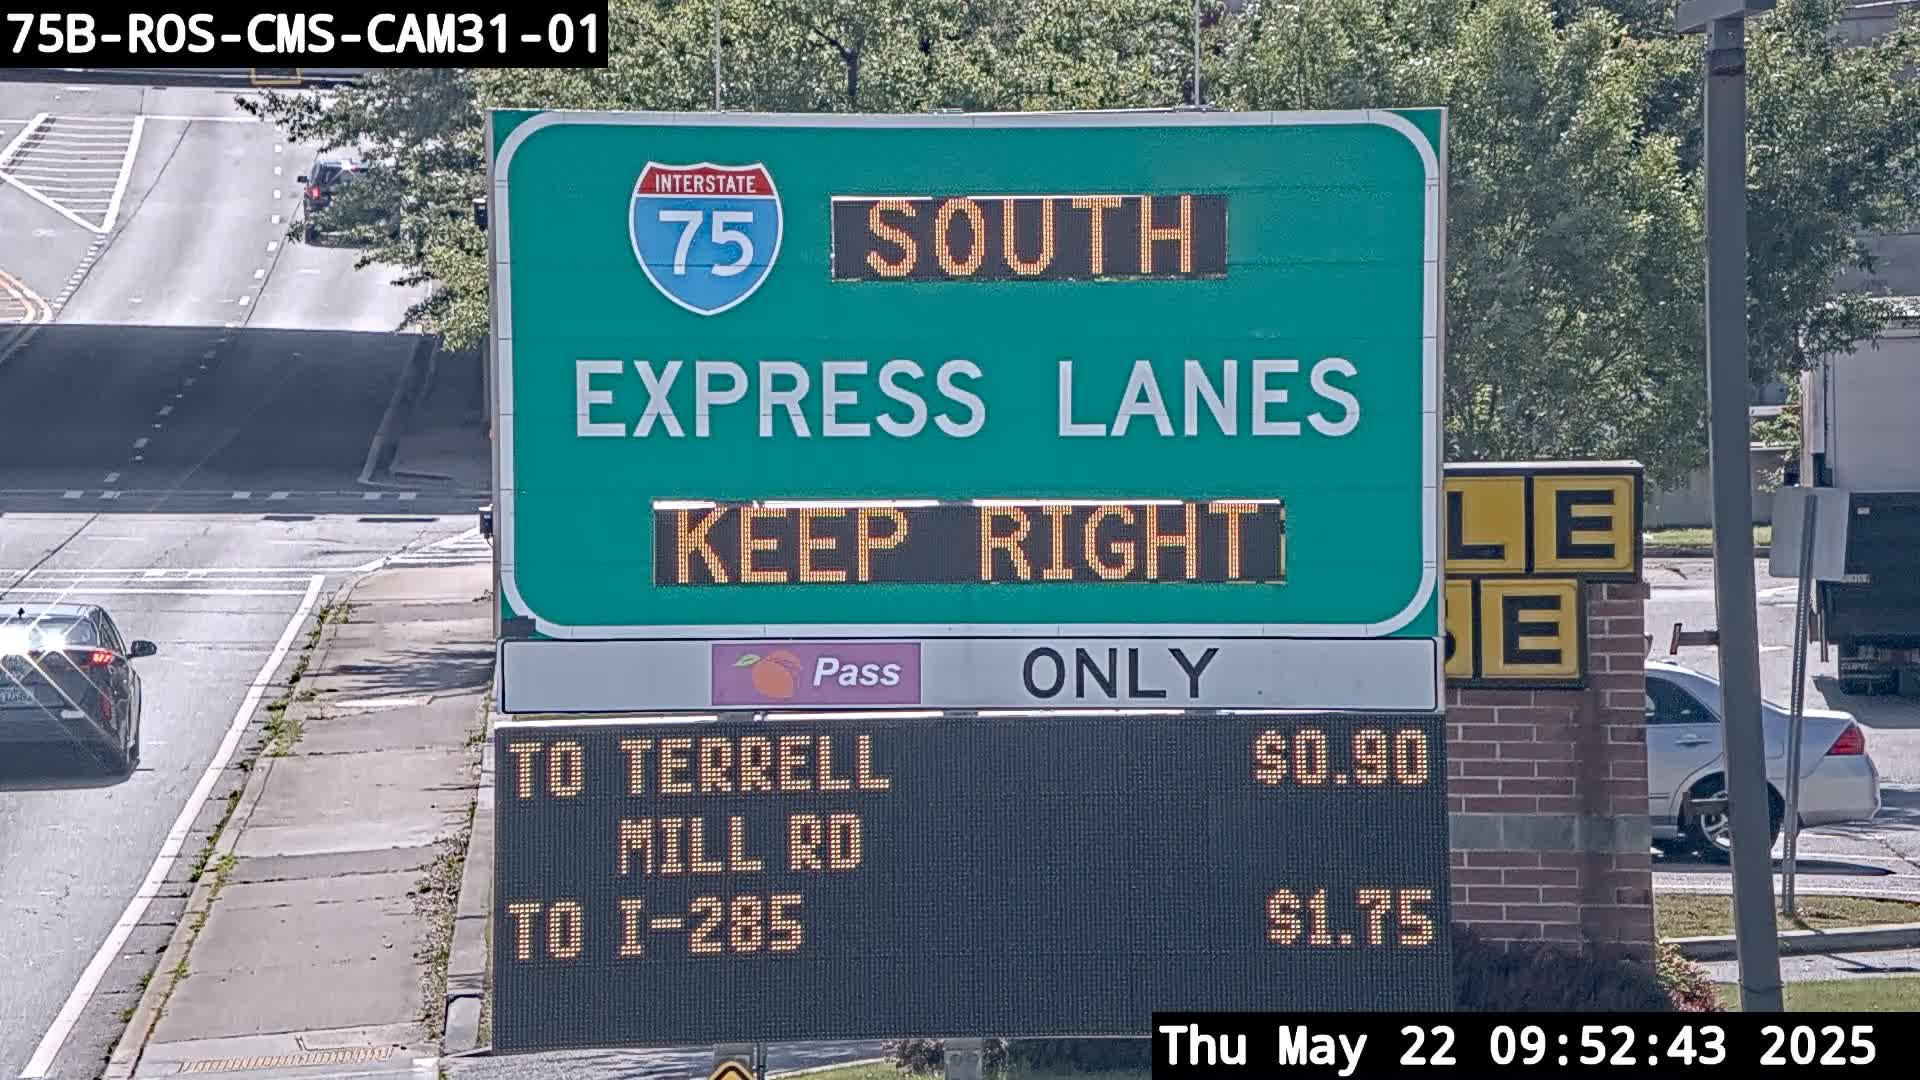 75B-ROS-CMS-CAM31-01
INTERSTATE
75
SOUTH
EXPRESS LANES
KEEP RIGHT
Pass ONLY
TO TERRELL $0.90
MILL RD
TO I-285 $1.75
LE
E
Thu May 22 09:52:43 2025